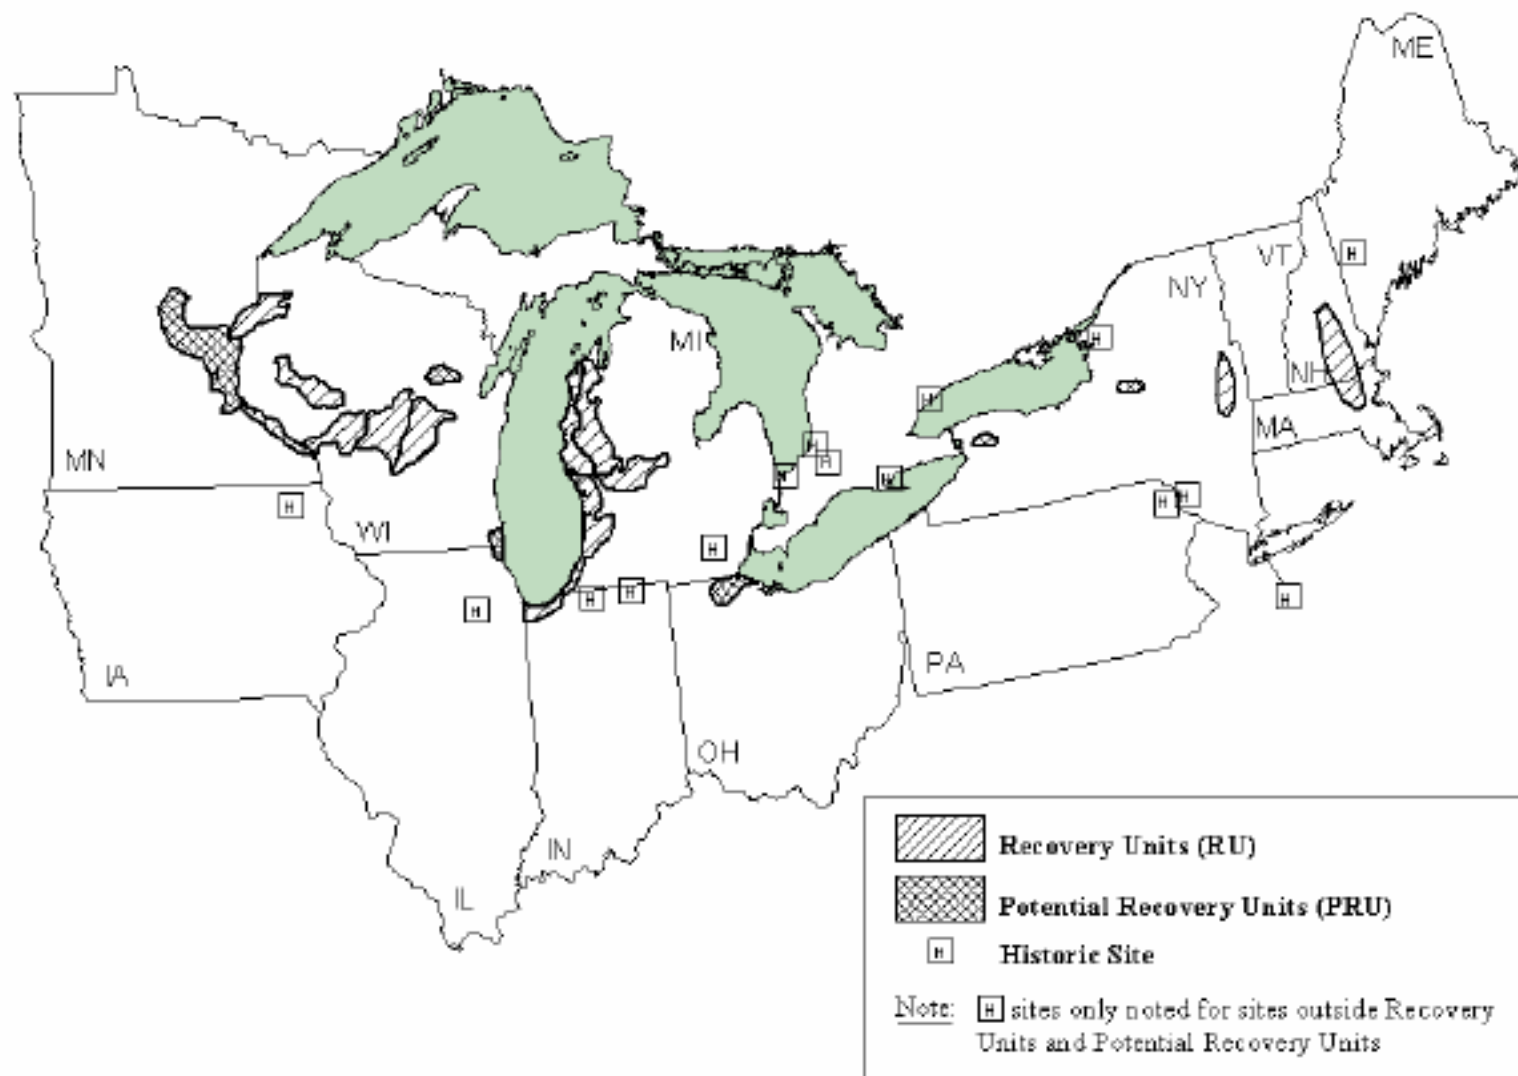 ME
VT
H
NY
H
MI
NH
H
H
MA
H
MN
H
H
H
H
H
H
WI
H
H
H
H
H
IA
PA
OH
IN
IL
Recovery Units (RU)
Potential Recovery Units (PRU)
H Historic Site
Note: H sites only noted for sites outside Recovery
Units and Potential Recovery Units